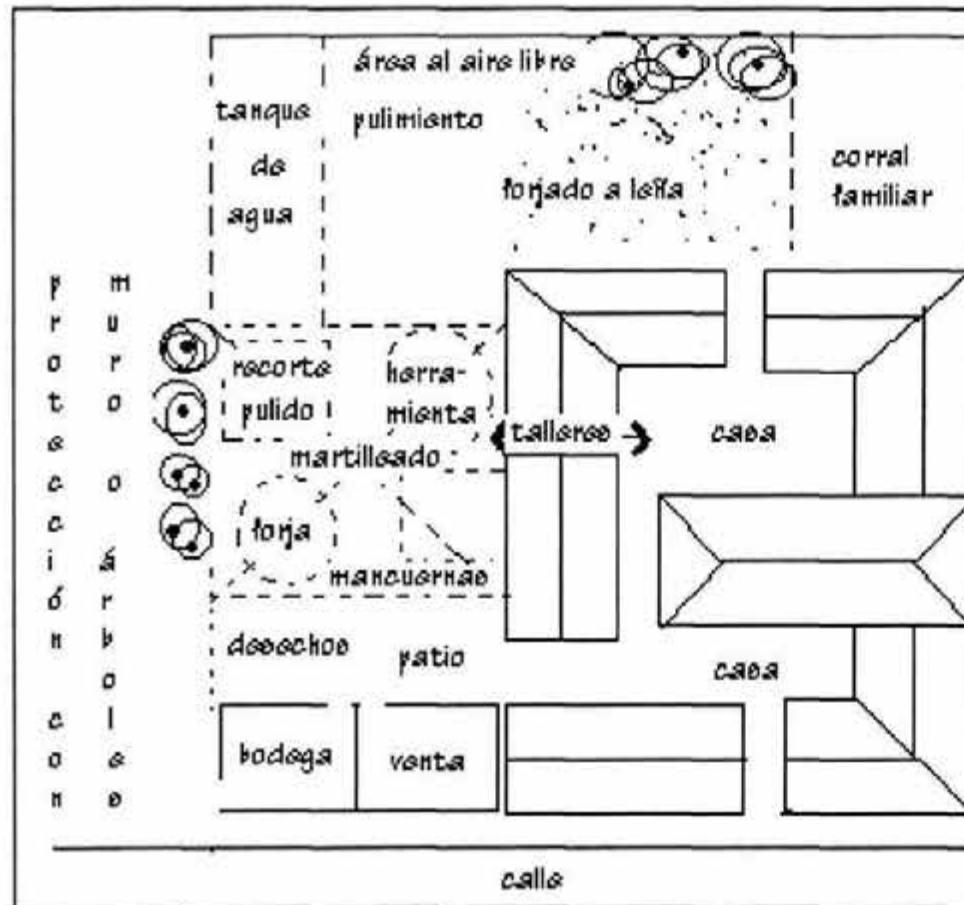 área al aire libre
tanque
de
agua
pulimiento
forjado a leña
corral
familiar
protección con
muro o árboles
recorte
pulido
herra-
mienta
martilleado
talleres
casa
forja
mancuernas
desechos
patio
casa
bodega
venta
calle